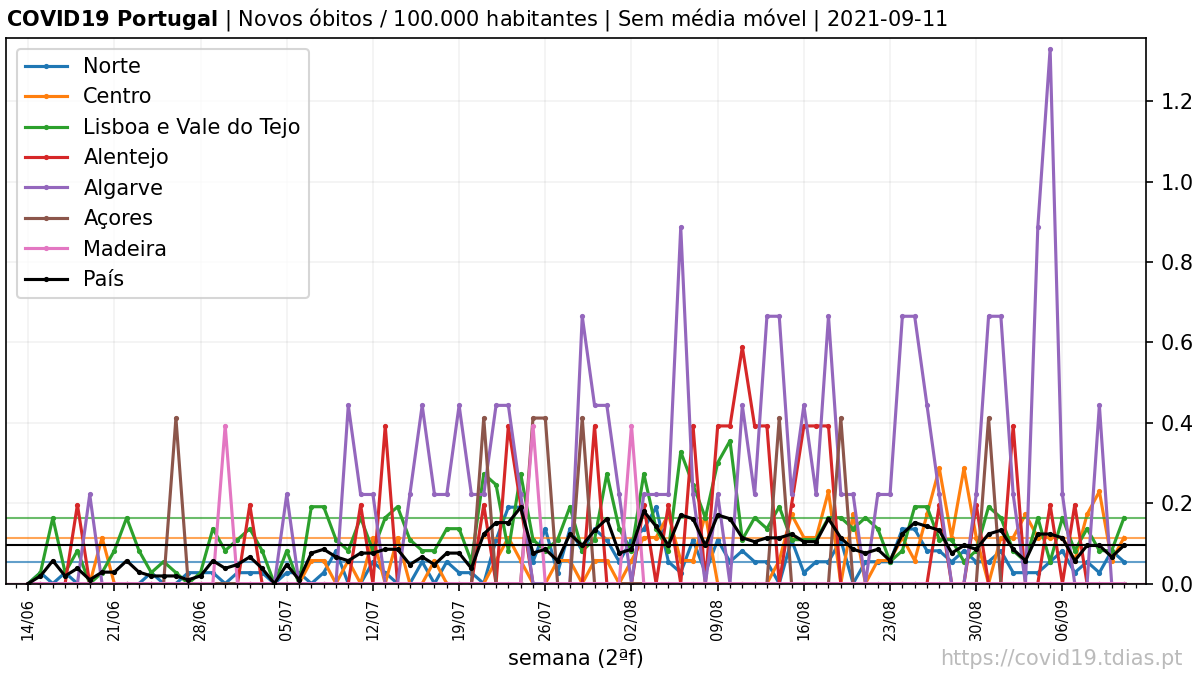 COVID19 Portugal | Novos óbitos / 100.000 habitantes | Sem média móvel | 2021-09-11
Norte
Centro
Lisboa e Vale do Tejo
Alentejo
Algarve
Açores
Madeira
País
1.2
1.0
0.8
0.6
0.4
0.2
0.0
14/06
21/06
28/06
05/07
12/07
19/07
26/07
02/08
09/08
16/08
23/08
30/08
06/09
semana (2ªf)
https://covid19.tdias.pt